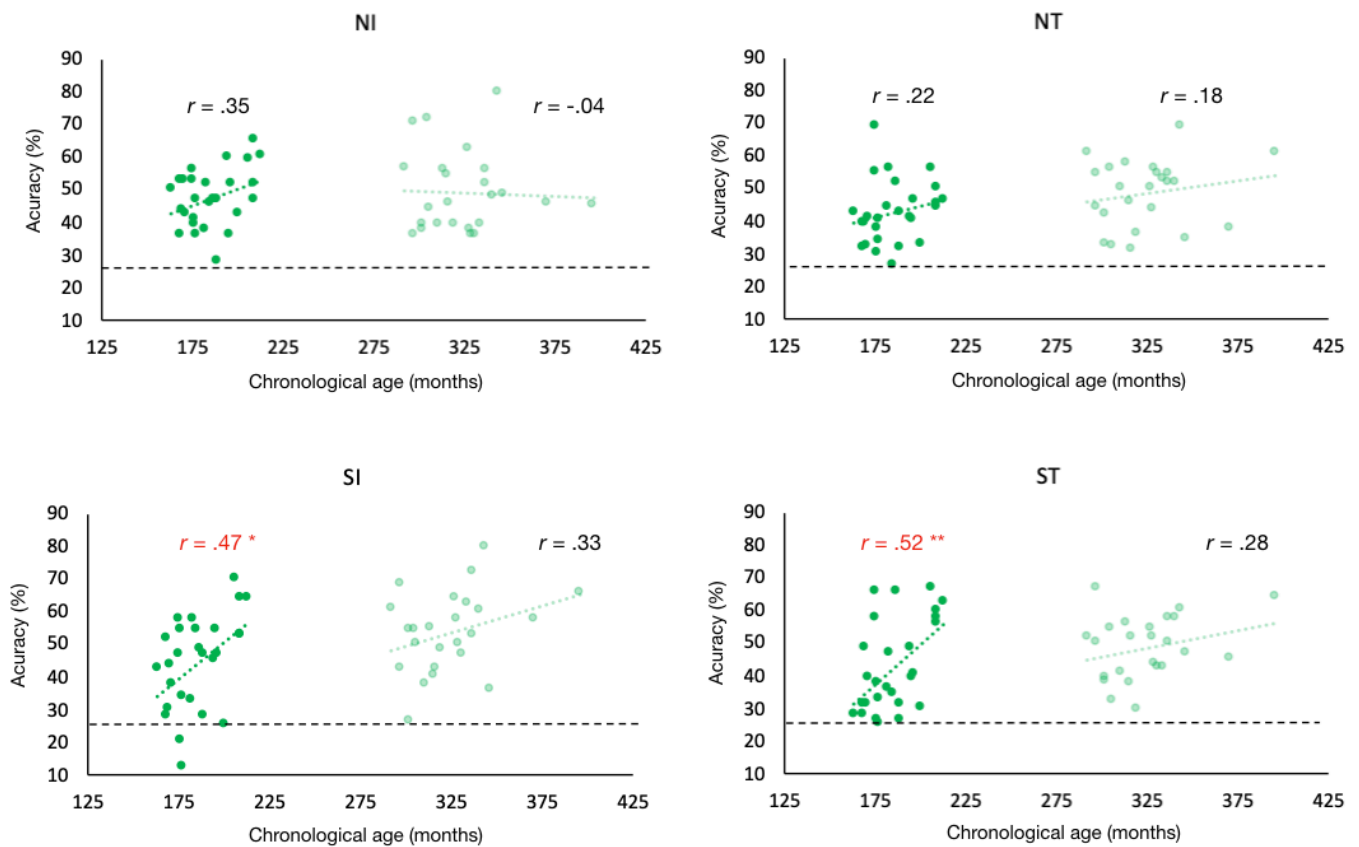 NI
NT
90
80
70
60
50
40
30
20
10
Acuracy (%)
r = .35
r = -.04
125 175 225 275 325 375 425
Chronological age (months)
90
80
70
60
50
40
30
20
10
Acuracy (%)
r = .22
r = .18
125 175 225 275 325 375 425
Chronological age (months)
SI
ST
90
80
70
60
50
40
30
20
10
Acuracy (%)
r = .47 *
r = .33
125 175 225 275 325 375 425
Chronological age (months)
90
80
70
60
50
40
30
20
10
Acuracy (%)
r = .52 **
r = .28
125 175 225 275 325 375 425
Chronological age (months)